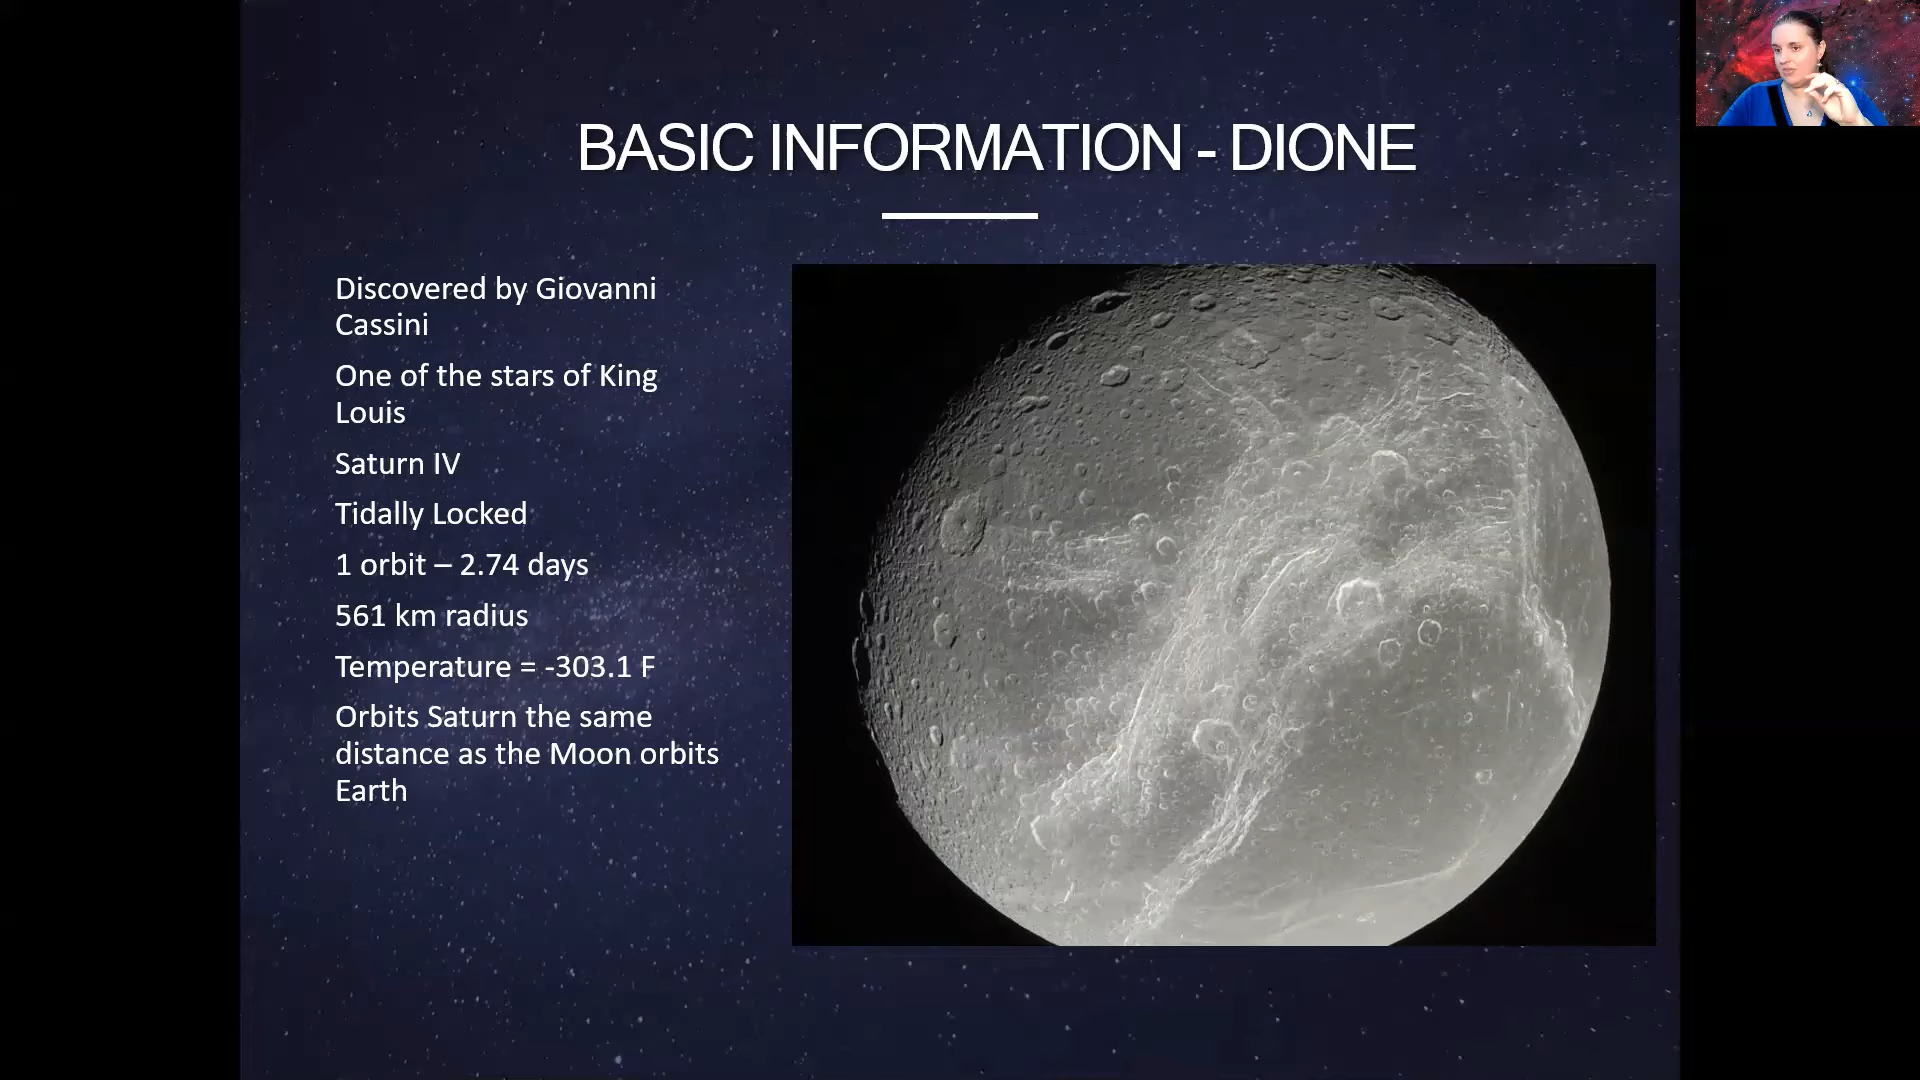 BASIC INFORMATION - DIONE
Discovered by Giovanni
Cassini
One of the stars of King
Louis
Saturn IV
Tidally Locked
1 orbit – 2.74 days
561 km radius
Temperature = -303.1 F
Orbits Saturn the same
distance as the Moon orbits
Earth